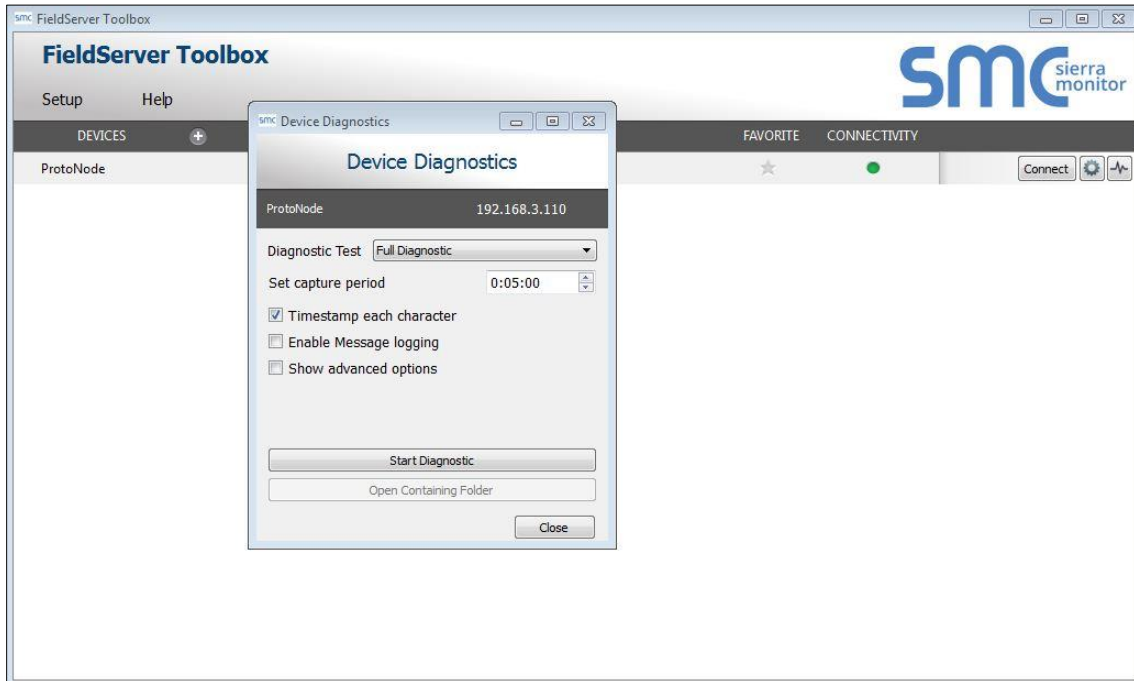 smc FieldServer Toolbox
FieldServer Toolbox
smc sierra monitor
Setup Help
DEVICES FAVORITE CONNECTIVITY
ProtoNode Connect
smc Device Diagnostics
Device Diagnostics
ProtoNode 192.168.3.110
Diagnostic Test Full Diagnostic
Set capture period 0:05:00
Timestamp each character
Enable Message logging
Show advanced options
Start Diagnostic
Open Containing Folder
Close